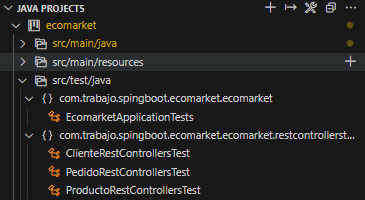 JAVA PROJECTS
ecomarket
src/main/java
src/main/resources
src/test/java
{} com.trabajo.spingboot.ecomarket.ecomarket
EcomarketApplicationTests
{} com.trabajo.spingboot.ecomarket.ecomarket.restcontrollerst...
ClienteRestControllersTest
PedidoRestControllersTest
ProductoRestControllersTest